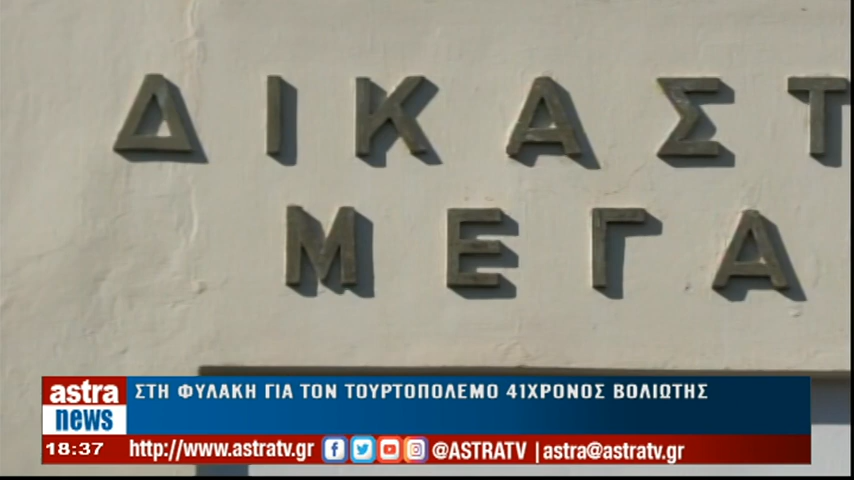 ΔΙΚΑΣΤ
ΜΕΓΑ
astra
news
ΣΤΗ ΦΥΛΑΚΗ ΓΙΑ ΤΟΝ ΤΟΥΡΤΟΠΟΛΕΜΟ 41ΧΡΟΝΟΣ ΒΟΛΙΩΤΗΣ
18:37 http://www.astratv.gr @ASTRATV | astra@astratv.gr